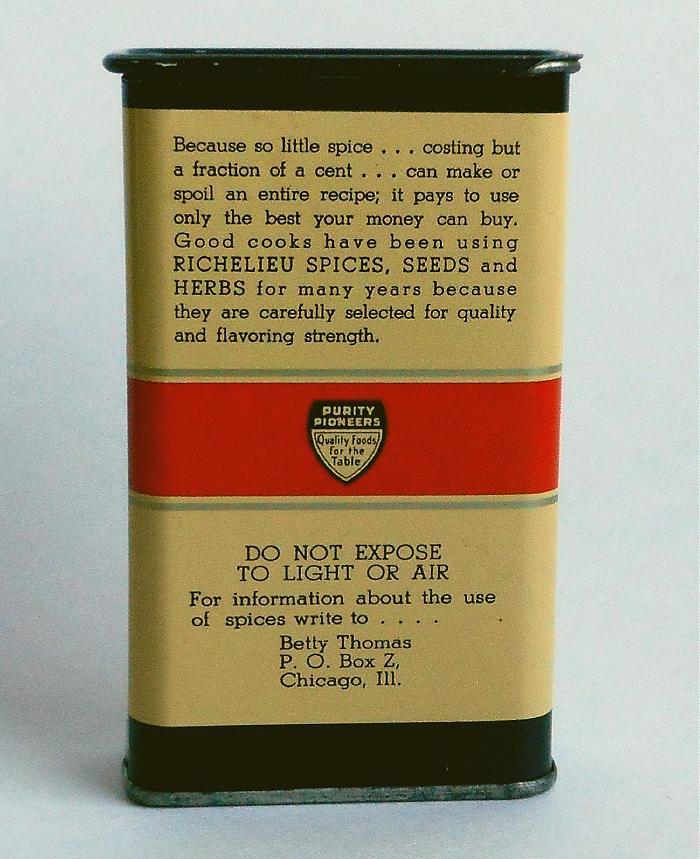 Because so little spice . . . costing but
a fraction of a cent . . . can make or
spoil an entire recipe; it pays to use
only the best your money can buy.
Good cooks have been using
RICHELIEU SPICES, SEEDS and
HERBS for many years because
they are carefully selected for quality
and flavoring strength.
PURITY
PIONEERS
Quality Foods
For the
Table
DO NOT EXPOSE
TO LIGHT OR AIR
For information about the use
of spices write to . . . .
Betty Thomas
P. O. Box Z,
Chicago, Ill.